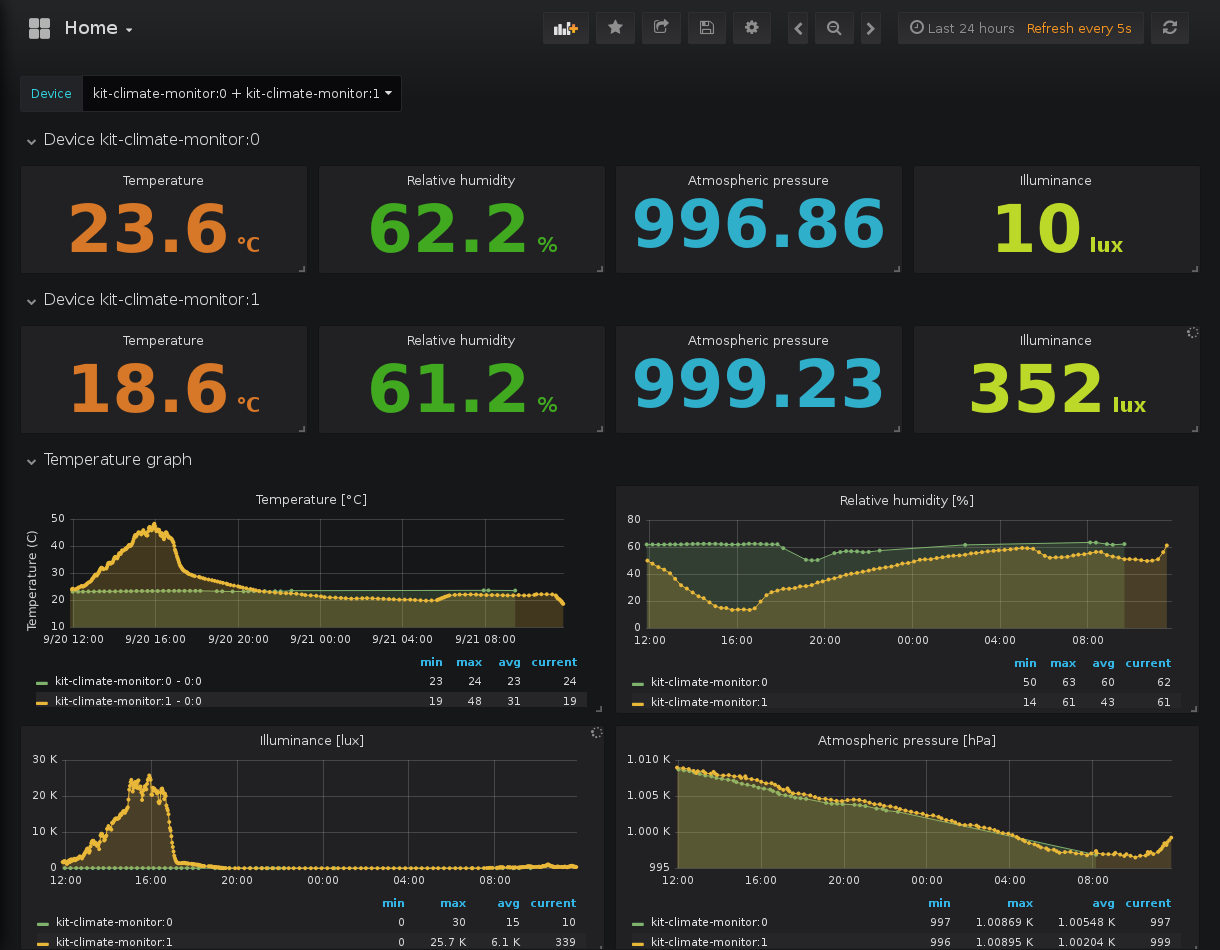 Home
Last 24 hours Refresh every 5s
Device kit-climate-monitor:0 + kit-climate-monitor:1
Device kit-climate-monitor:0
Temperature Relative humidity Atmospheric pressure Illuminance
23.6 °C 62.2 % 996.86 10 lux
Device kit-climate-monitor:1
Temperature Relative humidity Atmospheric pressure Illuminance
18.6 °C 61.2 % 999.23 352 lux
Temperature graph
Temperature [°C]
Temperature (C)
50
40
30
20
10
9/20 12:00 9/20 16:00 9/20 20:00 9/21 00:00 9/21 04:00 9/21 08:00
min max avg current
kit-climate-monitor:0 - 0:0 23 24 23 24
kit-climate-monitor:1 - 0:0 19 48 31 19
Relative humidity [%]
80
60
40
20
0
12:00 16:00 20:00 00:00 04:00 08:00
min max avg current
kit-climate-monitor:0 50 63 60 62
kit-climate-monitor:1 14 61 43 61
Illuminance [lux]
30 K
20 K
10 K
0
12:00 16:00 20:00 00:00 04:00 08:00
min max avg current
kit-climate-monitor:0 0 30 15 10
kit-climate-monitor:1 0 25.7 K 6.1 K 339
Atmospheric pressure [hPa]
1.010 K
1.005 K
1.000 K
995
12:00 16:00 20:00 00:00 04:00 08:00
min max avg current
kit-climate-monitor:0 997 1.00869 K 1.00548 K 997
kit-climate-monitor:1 996 1.00895 K 1.00204 K 999